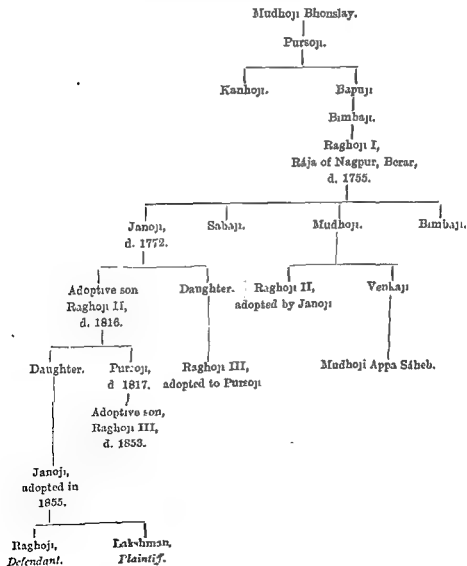 Mudhoji Bhonslay.
Pursoji.
Kanhoji. Bapuji
Bimbaji.
Raghoji I,
Rája of Nagpur, Berar,
d. 1755.
Janoji,
d. 1772.
Sabaji. Mudhoji. Bimbaji.
Adoptive son
Raghoji II,
d. 1816.
Daughter.
Raghoji II,
adopted by Janoji
Venkaji
Daughter.
Pursoji,
d 1817.
Raghoji III,
adopted to Pursoji
Mudhoji Appa Sáheb.
Adoptive son,
Raghoji III,
d. 1853.
Janoji,
adopted in
1855.
Raghoji,
Defendant.
Lakshman,
Plaintiff.